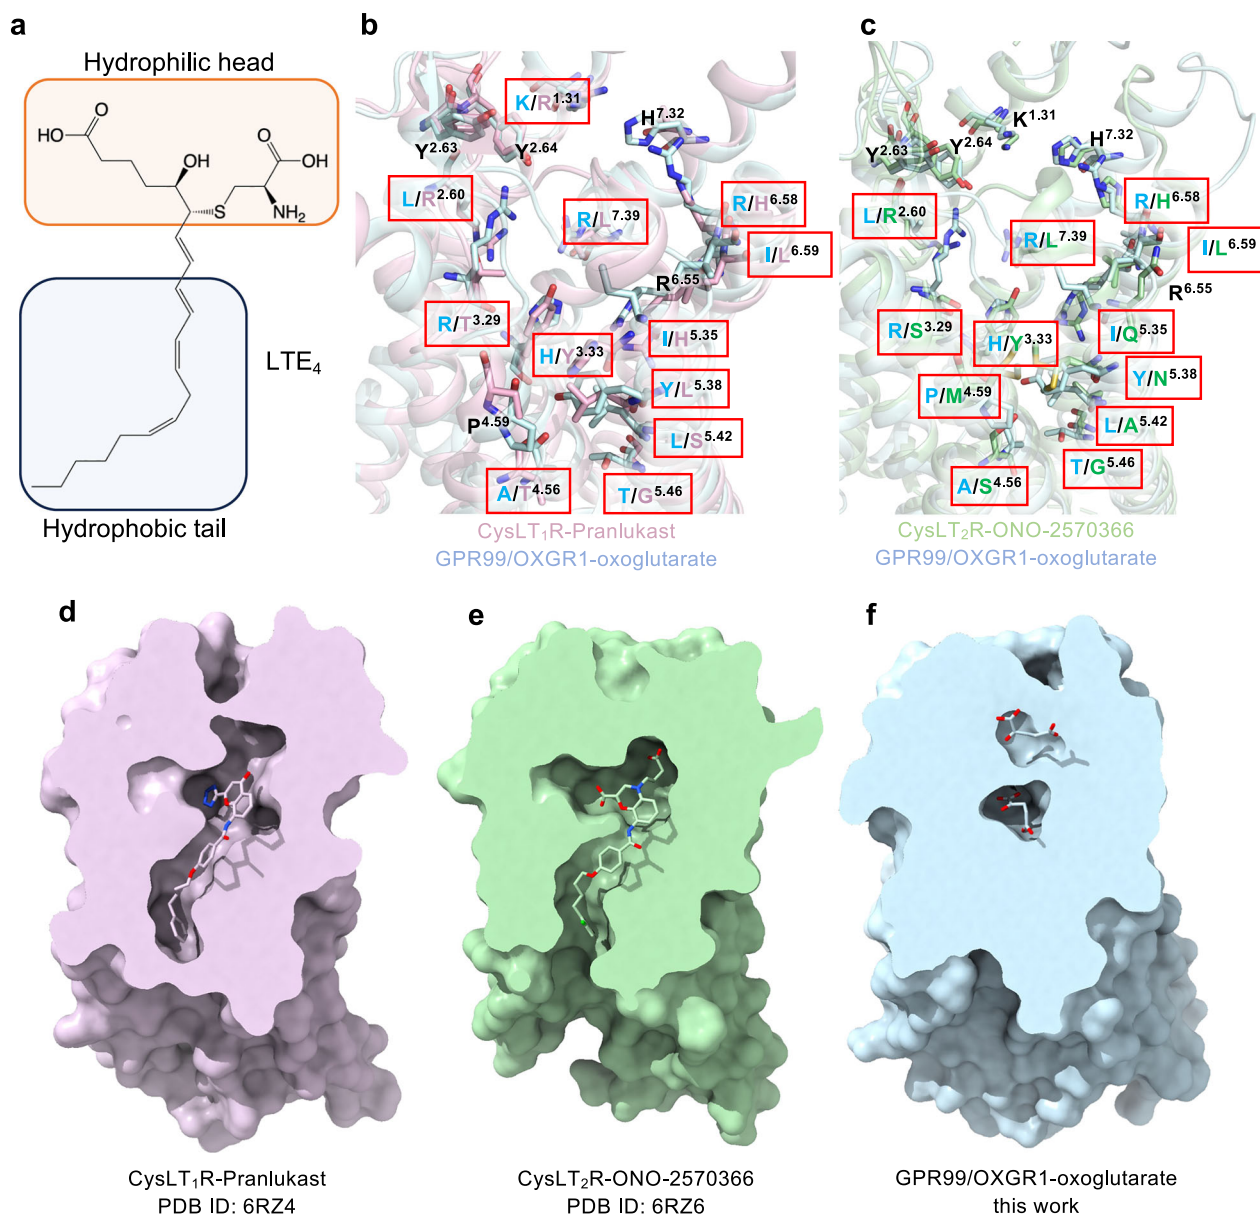 a
Hydrophilic head
O
HO
OH
O
OH
S
NH₂
LTE₄
Hydrophobic tail
b
K/R¹·³¹
H⁷·³²
Y²·⁶³
Y²·⁶⁴
L/R²·⁶⁰
R/L⁷·³⁹
R/H⁶·⁵⁸
I/L⁶·⁵⁹
R⁶·⁵⁵
R/T³·²⁹
H/Y³·³³
I/H⁵·³⁵
Y/L⁵·³⁸
P⁴·⁵⁹
L/S⁵·⁴²
A/T⁴·⁵⁶
T/G⁵·⁴⁶
CysLT₁R-Pranlukast
GPR99/OXGR1-oxoglutarate
c
K¹·³¹
H⁷·³²
Y²·⁶³
Y²·⁶⁴
L/R²·⁶⁰
R/L⁷·³⁹
R/H⁶·⁵⁸
I/L⁶·⁵⁹
R⁶·⁵⁵
R/S³·²⁹
H/Y³·³³
I/Q⁵·³⁵
Y/N⁵·³⁸
P/M⁴·⁵⁹
L/A⁵·⁴²
T/G⁵·⁴⁶
A/S⁴·⁵⁶
CysLT₂R-ONO-2570366
GPR99/OXGR1-oxoglutarate
d
CysLT₁R-Pranlukast
PDB ID: 6RZ4
e
CysLT₂R-ONO-2570366
PDB ID: 6RZ6
f
GPR99/OXGR1-oxoglutarate
this work